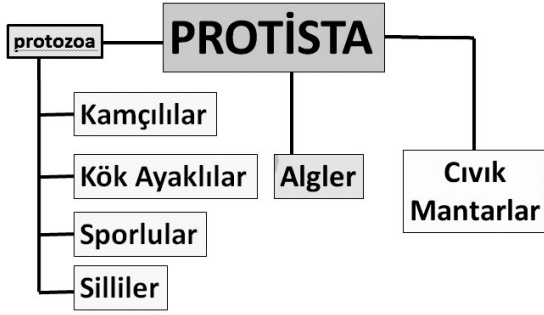 protozoa
PROTİSTA
Kamçılılar
Kök Ayaklılar
Sporlular
Silliler
Algler
Cıvık
Mantarlar